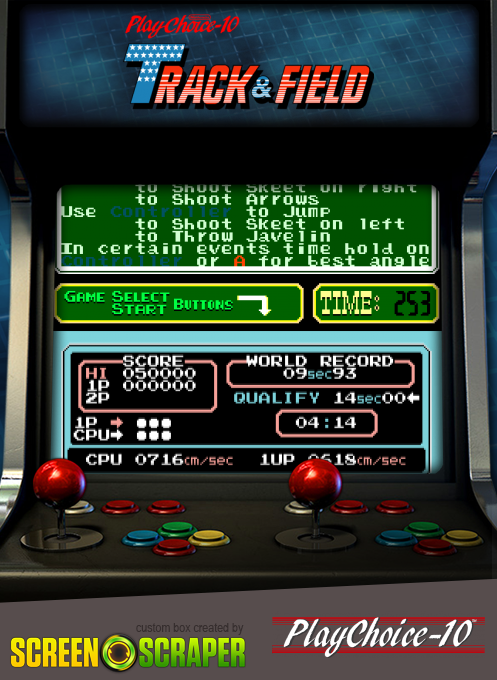 PlayChoice-10
TRACK & FIELD
to Shoot Skeet on right
to Shoot Arrows
Use Controller to Jump
to Shoot Skeet on left
to Throw Javelin
In certain events time hold on
Controller or A for best angle
GAME SELECT
START BUTTONS
TIME: 253
SCORE
HI 050000
1P 000000
2P
WORLD RECORD
09sec93
QUALIFY 14sec00←
1P→
CPU→
04:14
CPU 0716cm/sec 1UP 0618cm/sec
custom box created by
SCREEN SCRAPER
PlayChoice-10™